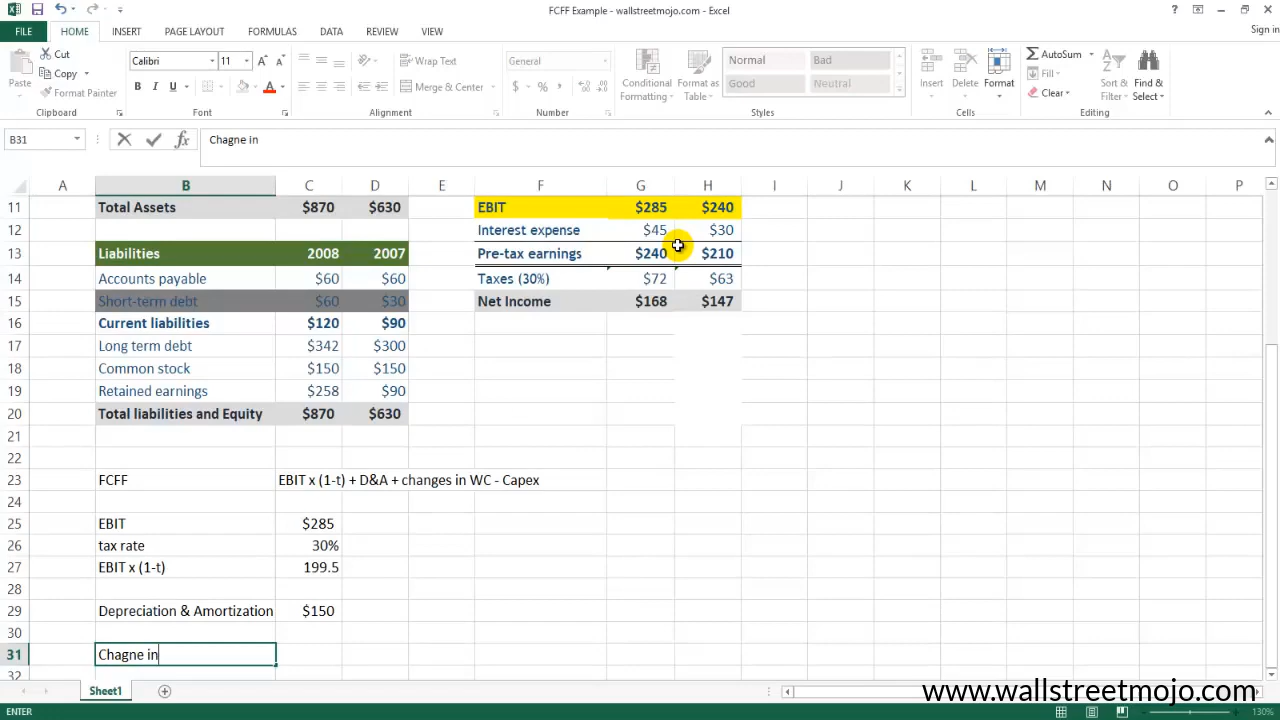 FCFF Example - wallstreetmojo.com - Excel
FILE HOME INSERT PAGE LAYOUT FORMULAS DATA REVIEW VIEW Sign in
Paste Cut Copy Format Painter
Calibri 11
Wrap Text Merge & Center
General
Conditional Formatting Format as Table
Normal Bad Good Neutral
Insert Delete Format
AutoSum Fill Clear Sort & Filter Find & Select
Clipboard Font Alignment Number Styles Cells Editing
B31 Chagne in
A B C D E F G H I J K L M N O P
11 Total Assets $870 $630 EBIT $285 $240
12 Interest expense $45 $30
13 Liabilities 2008 2007 Pre-tax earnings $240 $210
14 Accounts payable $60 $60 Taxes (30%) $72 $63
15 Short-term debt $60 $30 Net Income $168 $147
16 Current liabilities $120 $90
17 Long term debt $342 $300
18 Common stock $150 $150
19 Retained earnings $258 $90
20 Total liabilities and Equity $870 $630
21
22
23 FCFF EBIT x (1-t) + D&A + changes in WC - Capex
24
25 EBIT $285
26 tax rate 30%
27 EBIT x (1-t) 199.5
28
29 Depreciation & Amortization $150
30
31 Chagne in
32
Sheet1
www.wallstreetmojo.com
ENTER 130%